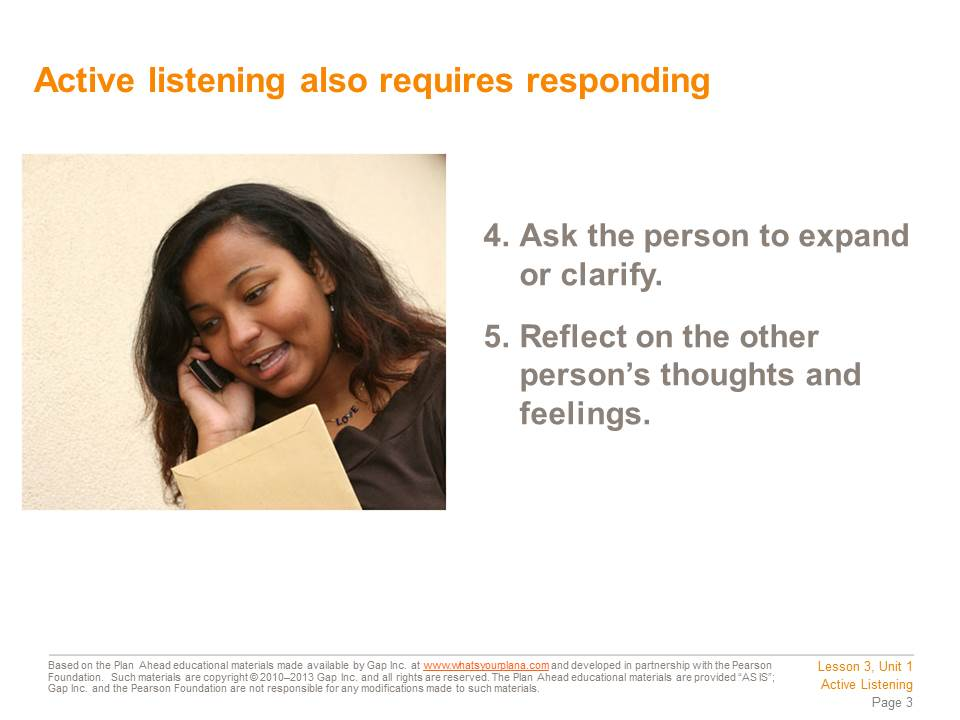 Active listening also requires responding
LOVE
4. Ask the person to expand
or clarify.
5. Reflect on the other
person’s thoughts and
feelings.
Based on the Plan Ahead educational materials made available by Gap Inc. at www.whatsyourplana.com and developed in partnership with the Pearson
Foundation. Such materials are copyright © 2010–2013 Gap Inc. and all rights are reserved. The Plan Ahead educational materials are provided “AS IS”;
Gap Inc. and the Pearson Foundation are not responsible for any modifications made to such materials.
Lesson 3, Unit 1
Active Listening
Page 3